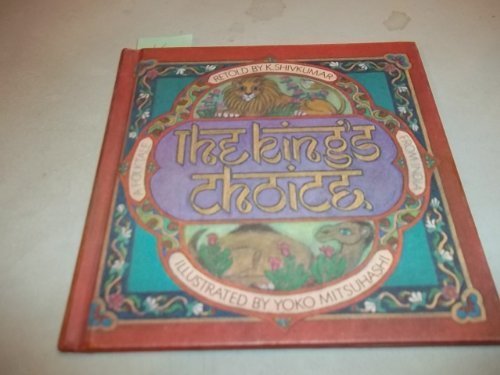 RETOLD BY K. SHIVKUMAR
THE KING'S
CHOICE
A FOLKTALE
FROM INDIA
ILLUSTRATED BY YOKO MITSUHASHI